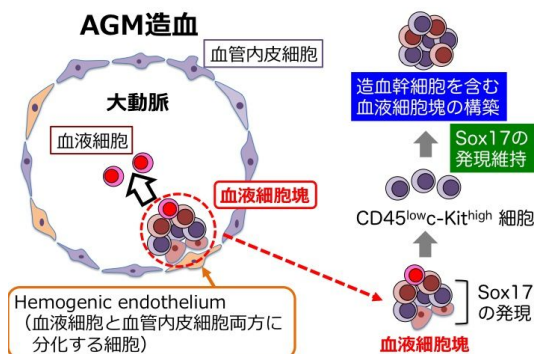 AGM造血
血管内皮細胞
大動脈
血液細胞
血液細胞塊
Hemogenic endothelium
（血液細胞と血管内皮細胞両方に
分化する細胞）
造血幹細胞を含む
血液細胞塊の構築
Sox17の
発現維持
CD45lowc-Kithigh 細胞
Sox17
の発現
血液細胞塊